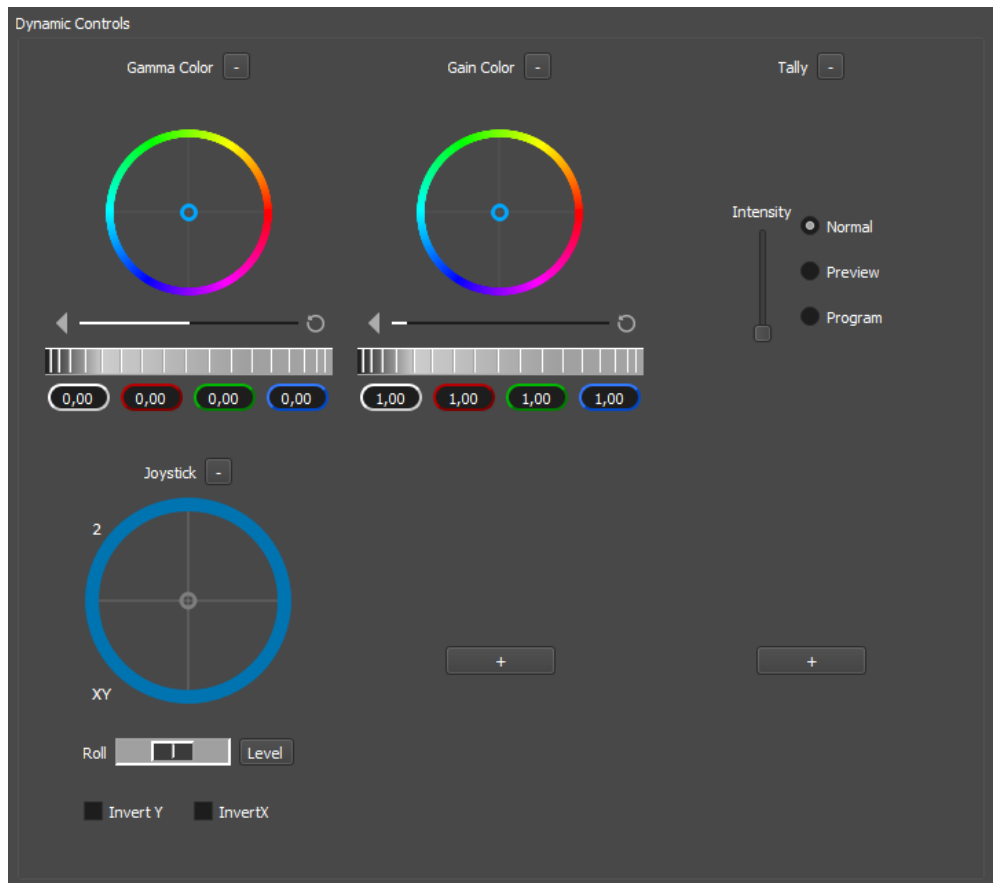 Dynamic Controls
Gamma Color -
Gain Color -
Tally -
Intensity
Normal
Preview
Program
0,00 0,00 0,00 0,00
1,00 1,00 1,00 1,00
Joystick -
2
XY
+
+
Roll Level
Invert Y InvertX